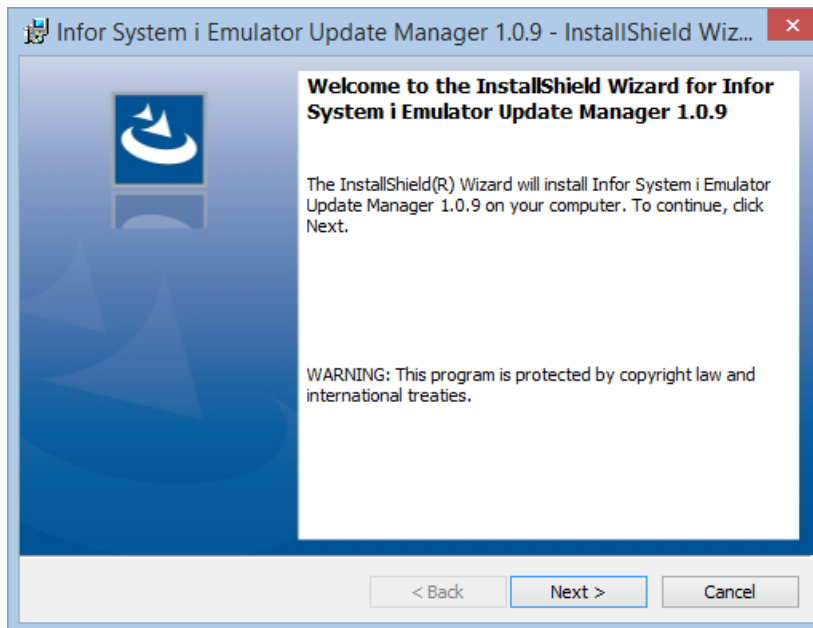 Infor System i Emulator Update Manager 1.0.9 - InstallShield Wiz...
Welcome to the InstallShield Wizard for Infor
System i Emulator Update Manager 1.0.9
The InstallShield(R) Wizard will install Infor System i Emulator
Update Manager 1.0.9 on your computer. To continue, click
Next.
WARNING: This program is protected by copyright law and
international treaties.
< Back Next > Cancel